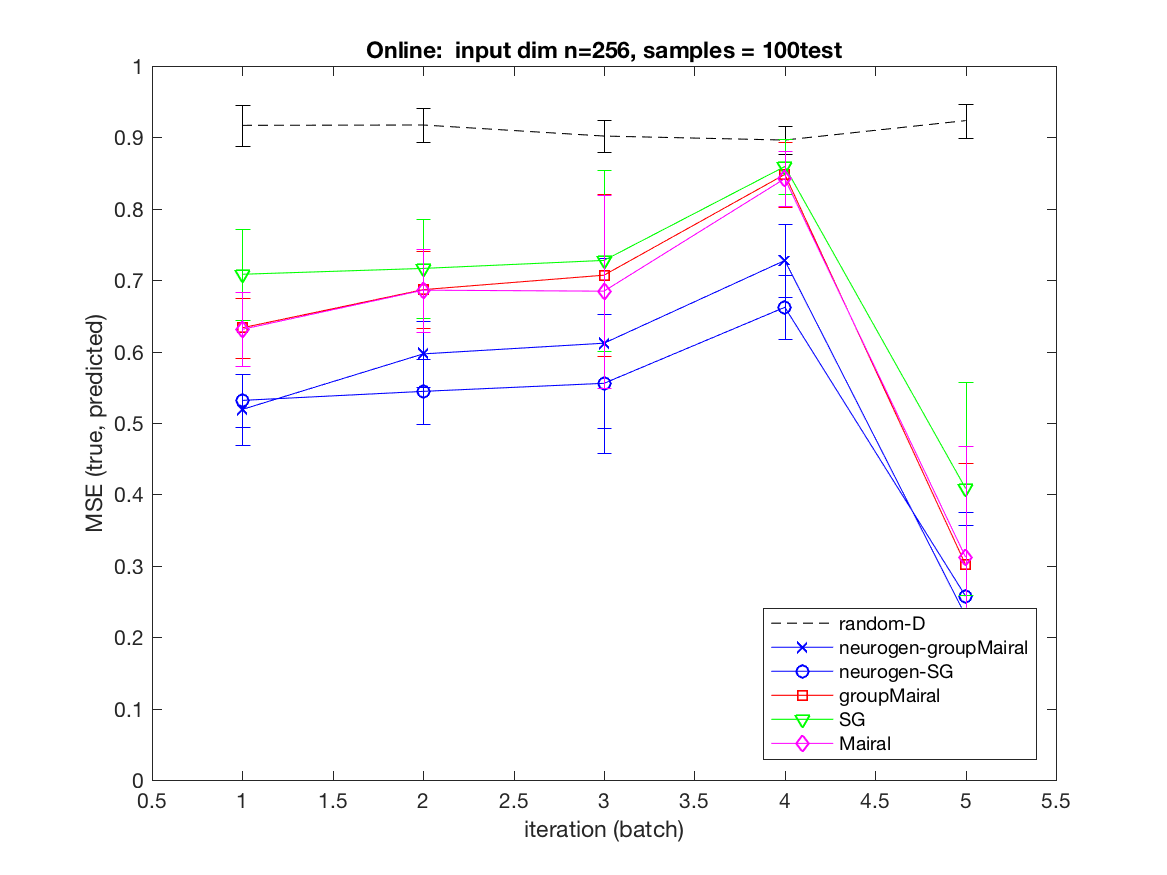 Online:  input dim n=256, samples = 100test
MSE (true, predicted)
1
0.9
0.8
0.7
0.6
0.5
0.4
0.3
0.2
0.1
0
random-D
neurogen-groupMairal
neurogen-SG
groupMairal
SG
Mairal
0.5 1 1.5 2 2.5 3 3.5 4 4.5 5 5.5
iteration (batch)